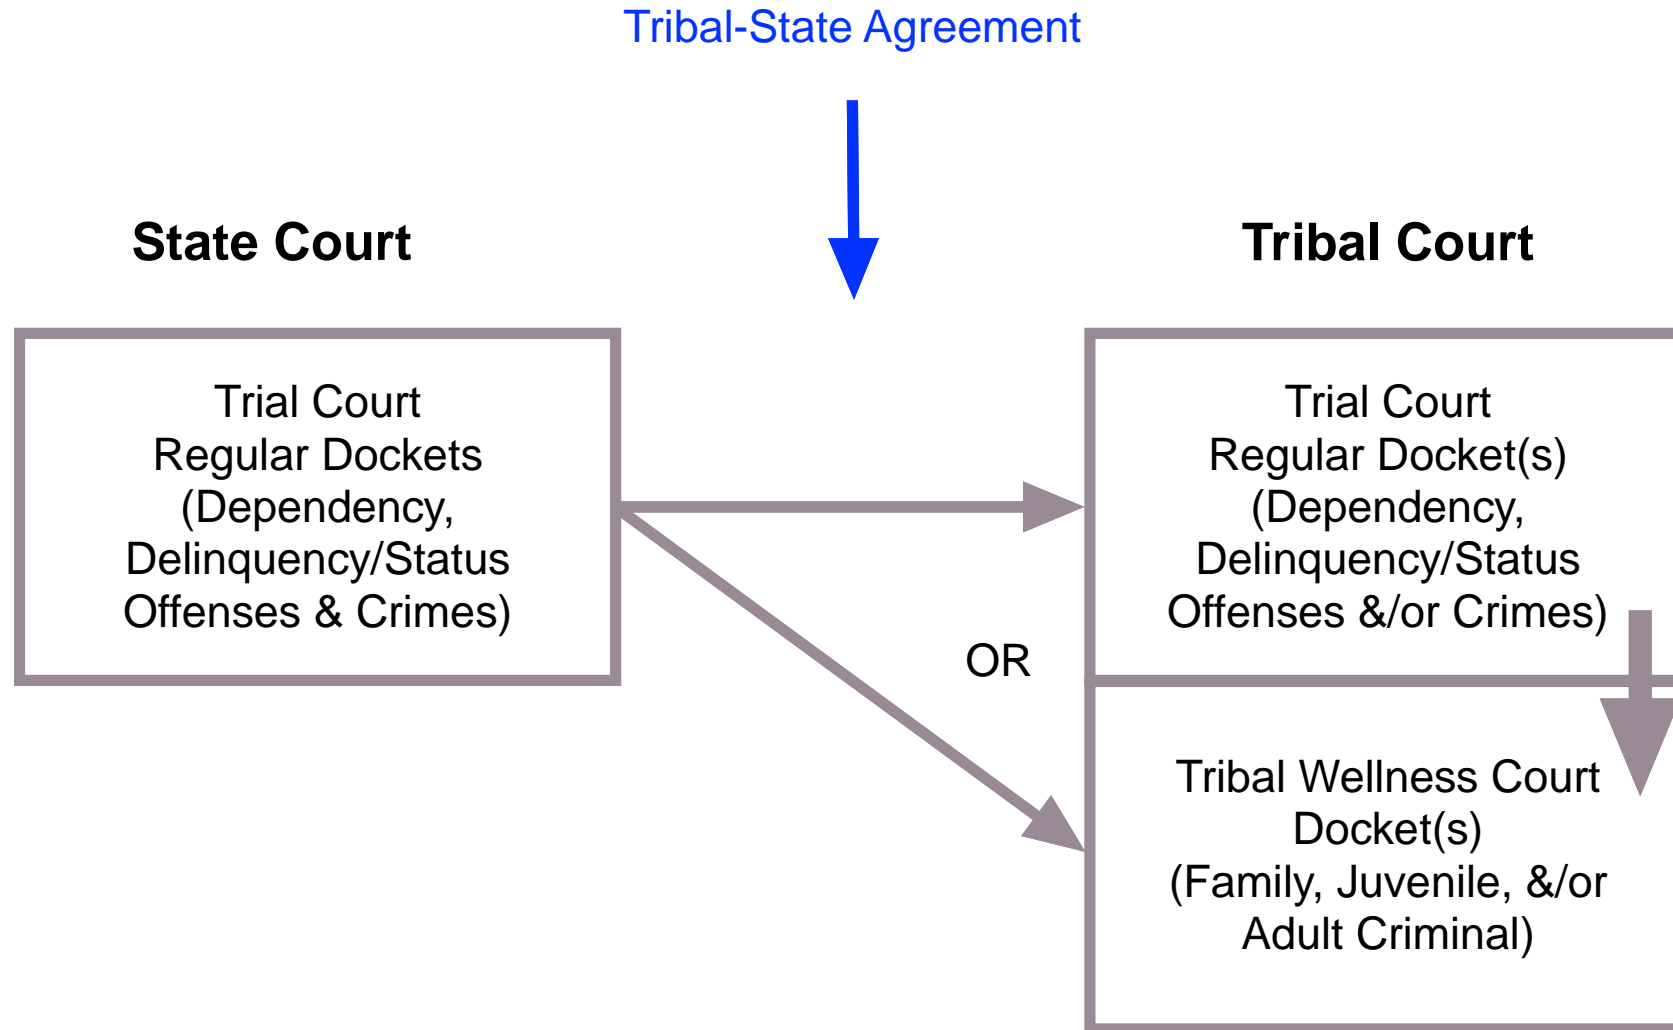 Tribal-State Agreement
State Court
Tribal Court
Trial Court
Regular Dockets
(Dependency,
Delinquency/Status
Offenses & Crimes)
Trial Court
Regular Docket(s)
(Dependency,
Delinquency/Status
Offenses &/or Crimes)
OR
Tribal Wellness Court
Docket(s)
(Family, Juvenile, &/or
Adult Criminal)